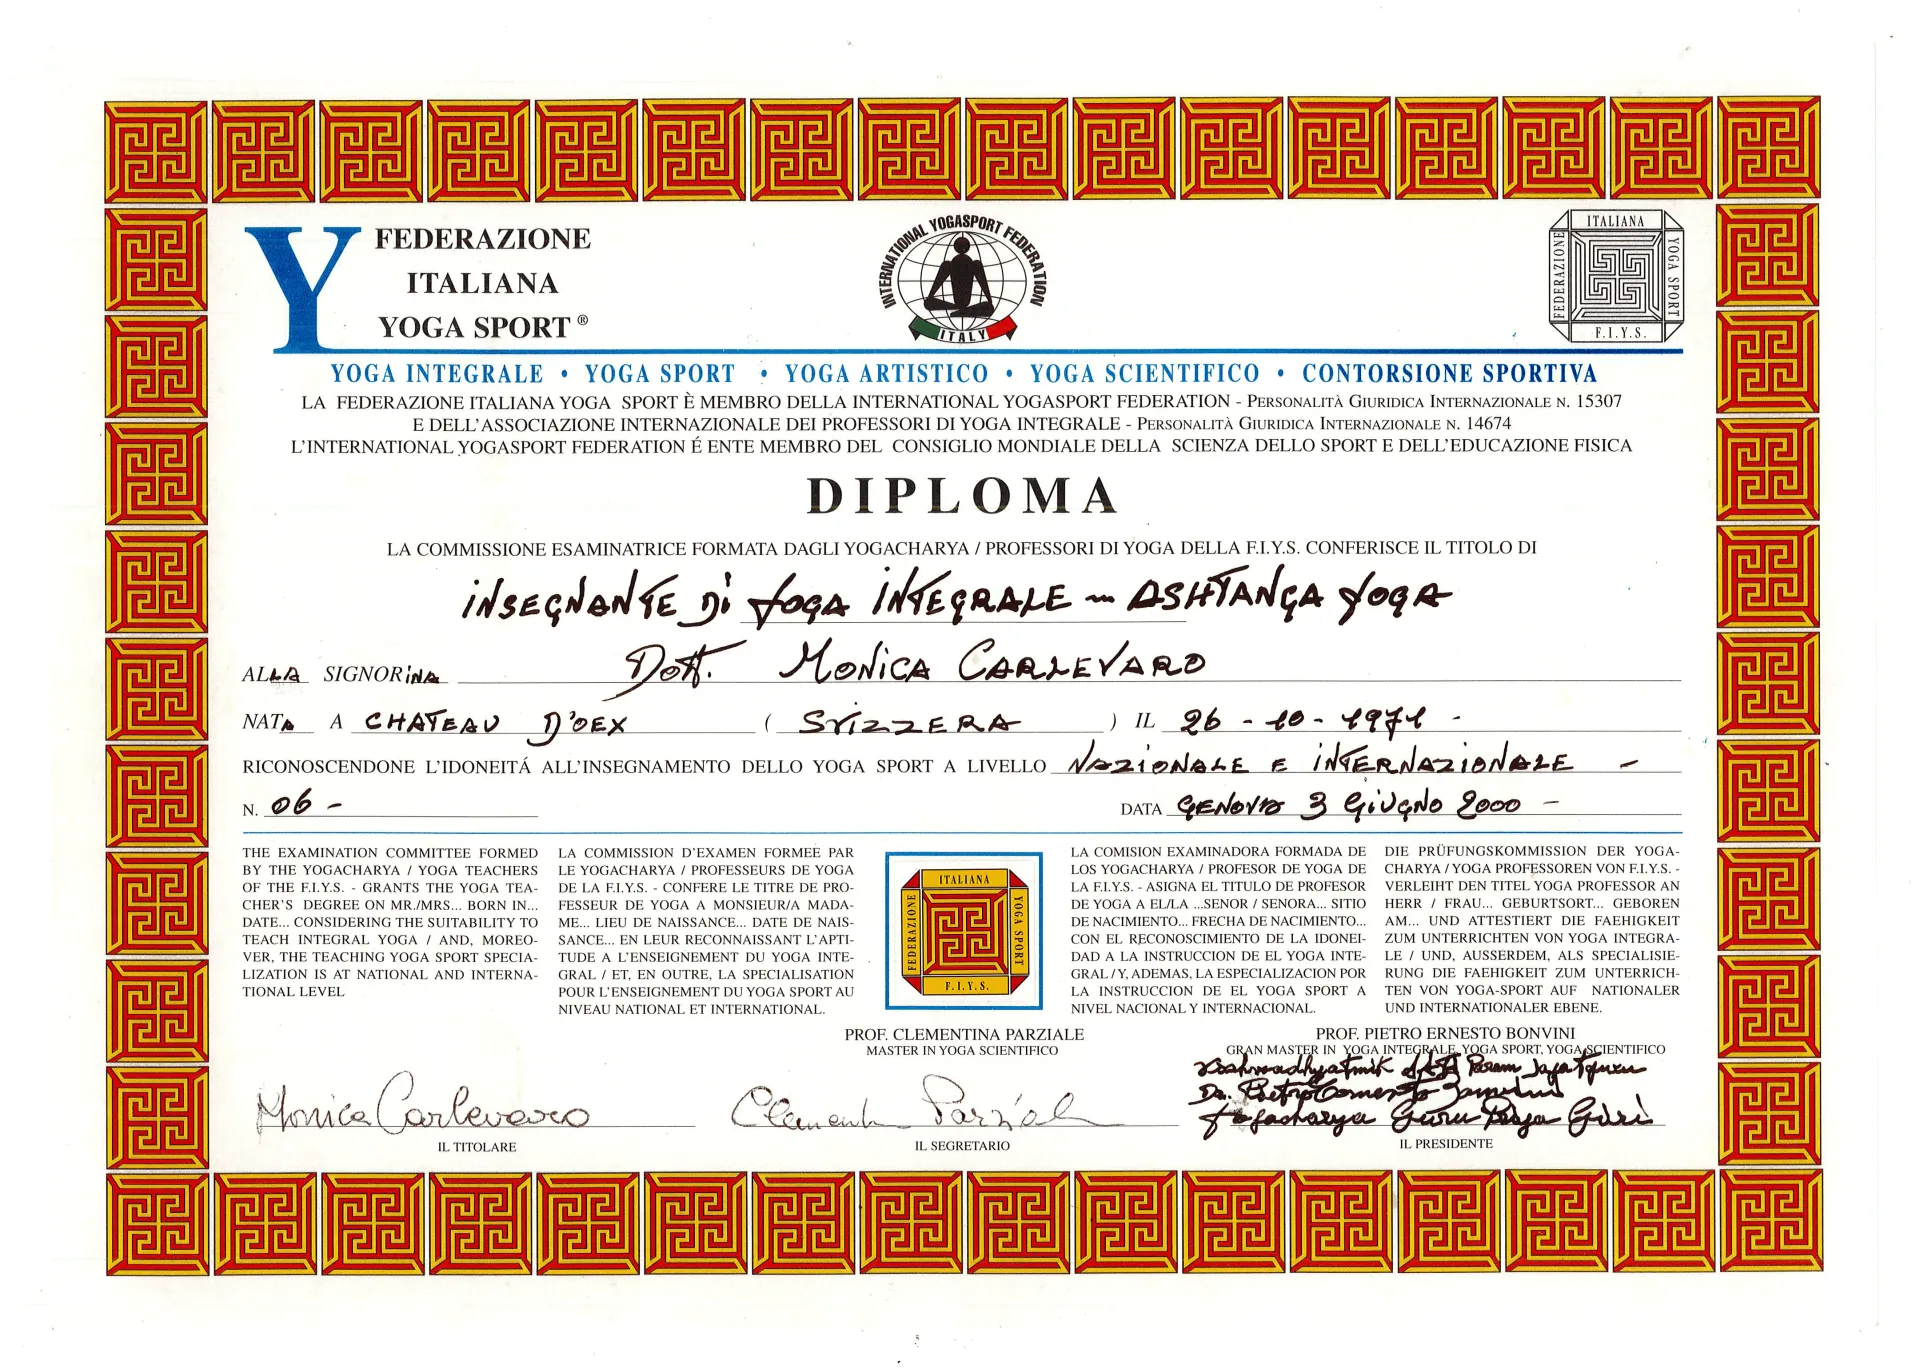 Y FEDERAZIONE
ITALIANA
YOGA SPORT ®
INTERNATIONAL YOGASPORT FEDERATION
ITALY
ITALIANA
FEDERAZIONE
YOGA SPORT
F.I.Y.S.
YOGA INTEGRALE • YOGA SPORT • YOGA ARTISTICO • YOGA SCIENTIFICO • CONTORSIONE SPORTIVA
LA FEDERAZIONE ITALIANA YOGA SPORT È MEMBRO DELLA INTERNATIONAL YOGASPORT FEDERATION - PERSONALITÀ GIURIDICA INTERNAZIONALE N. 15307
E DELL'ASSOCIAZIONE INTERNAZIONALE DEI PROFESSORI DI YOGA INTEGRALE - PERSONALITÀ GIURIDICA INTERNAZIONALE N. 14674
L'INTERNATIONAL YOGASPORT FEDERATION É ENTE MEMBRO DEL CONSIGLIO MONDIALE DELLA SCIENZA DELLO SPORT E DELL'EDUCAZIONE FISICA
DIPLOMA
LA COMMISSIONE ESAMINATRICE FORMATA DAGLI YOGACHARYA / PROFESSORI DI YOGA DELLA F.I.Y.S. CONFERISCE IL TITOLO DI
INSEGNANTE DI YOGA INTEGRALE - ASHTANGA YOGA
ALLA SIGNORINA Dott. MONICA CARLEVARO
NATA A CHATEAU D'OEX ( SVIZZERA ) IL 26 - 10 - 1971 -
RICONOSCENDONE L'IDONEITÁ ALL'INSEGNAMENTO DELLO YOGA SPORT A LIVELLO NAZIONALE E INTERNAZIONALE -
N. 06 - DATA GENOVA 3 GIUGNO 2000 -
THE EXAMINATION COMMITTEE FORMED
BY THE YOGACHARYA / YOGA TEACHERS
OF THE F.I.Y.S. - GRANTS THE YOGA TEA-
CHER'S DEGREE ON MR./MRS... BORN IN...
DATE... CONSIDERING THE SUITABILITY TO
TEACH INTEGRAL YOGA / AND, MOREO-
VER, THE TEACHING YOGA SPORT SPECIA-
LIZATION IS AT NATIONAL AND INTERNA-
TIONAL LEVEL
LA COMMISSION D'EXAMEN FORMEE PAR
LE YOGACHARYA / PROFESSEURS DE YOGA
DE LA F.I.Y.S. - CONFERE LE TITRE DE PRO-
FESSEUR DE YOGA A MONSIEUR/A MADA-
ME... LIEU DE NAISSANCE... DATE DE NAIS-
SANCE... EN LEUR RECONNAISSANT L'APTI-
TUDE A L'ENSEIGNEMENT DU YOGA INTE-
GRAL / ET, EN OUTRE, LA SPECIALISATION
POUR L'ENSEIGNEMENT DU YOGA SPORT AU
NIVEAU NATIONAL ET INTERNATIONAL.
ITALIANA
FEDERAZIONE
YOGA SPORT
F.I.Y.S.
LA COMISION EXAMINADORA FORMADA DE
LOS YOGACHARYA / PROFESOR DE YOGA DE
LA F.I.Y.S. - ASIGNA EL TITULO DE PROFESOR
DE YOGA A EL/LA ...SENOR / SENORA... SITIO
DE NACIMIENTO... FRECHA DE NACIMIENTO...
CON EL RECONOSCIMIENTO DE LA IDONEI-
DAD A LA INSTRUCCION DE EL YOGA INTE-
GRAL / Y, ADEMAS, LA ESPECIALIZACION POR
LA INSTRUCCION DE EL YOGA SPORT A
NIVEL NACIONAL Y INTERNACIONAL.
DIE PRÜFUNGSKOMMISSION DER YOGA-
CHARYA / YOGA PROFESSOREN VON F.I.Y.S. -
VERLEIHT DEN TITEL YOGA PROFESSOR AN
HERR / FRAU... GEBURTSORT... GEBOREN
AM... UND ATTESTIERT DIE FAEHIGKEIT
ZUM UNTERRICHTEN VON YOGA INTEGRA-
LE / UND, AUSSERDEM, ALS SPECIALISIE-
RUNG DIE FAEHIGKEIT ZUM UNTERRICH-
TEN VON YOGA-SPORT AUF NATIONALER
UND INTERNATIONALER EBENE.
PROF. CLEMENTINA PARZIALE
MASTER IN YOGA SCIENTIFICO
PROF. PIETRO ERNESTO BONVINI
GRAN MASTER IN YOGA INTEGRALE, YOGA SPORT, YOGA SCIENTIFICO
Monica Carlevaro
IL TITOLARE
Clementina Parziale
IL SEGRETARIO
Param
Dr.
Yogacharya Guru Giri
IL PRESIDENTE